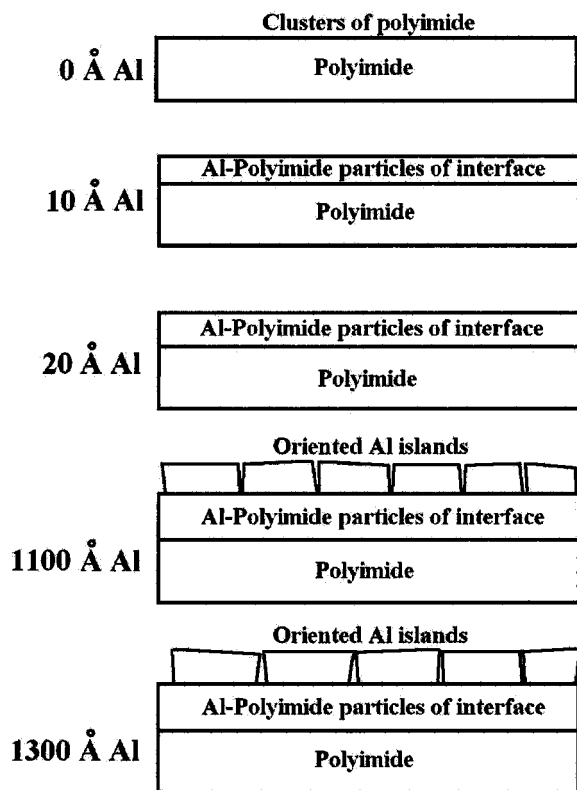 Clusters of polyimide
0 Å Al
Polyimide
Al-Polyimide particles of interface
10 Å Al
Polyimide
Al-Polyimide particles of interface
20 Å Al
Polyimide
Oriented Al islands
Al-Polyimide particles of interface
1100 Å Al
Polyimide
Oriented Al islands
Al-Polyimide particles of interface
1300 Å Al
Polyimide